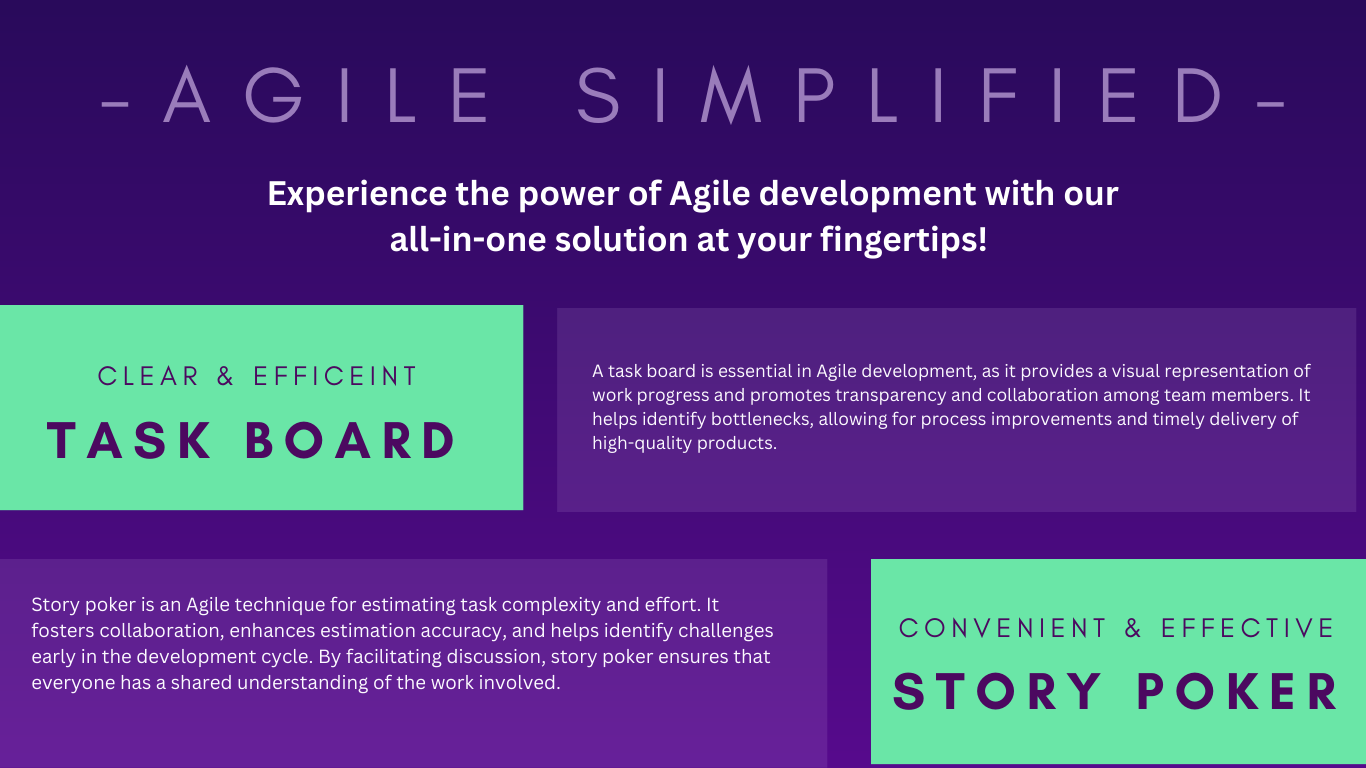 - AGILE SIMPLIFIED -
Experience the power of Agile development with our
all-in-one solution at your fingertips!
CLEAR & EFFICEINT
TASK BOARD
A task board is essential in Agile development, as it provides a visual representation of
work progress and promotes transparency and collaboration among team members. It
helps identify bottlenecks, allowing for process improvements and timely delivery of
high-quality products.
Story poker is an Agile technique for estimating task complexity and effort. It
fosters collaboration, enhances estimation accuracy, and helps identify challenges
early in the development cycle. By facilitating discussion, story poker ensures that
everyone has a shared understanding of the work involved.
CONVENIENT & EFFECTIVE
STORY POKER